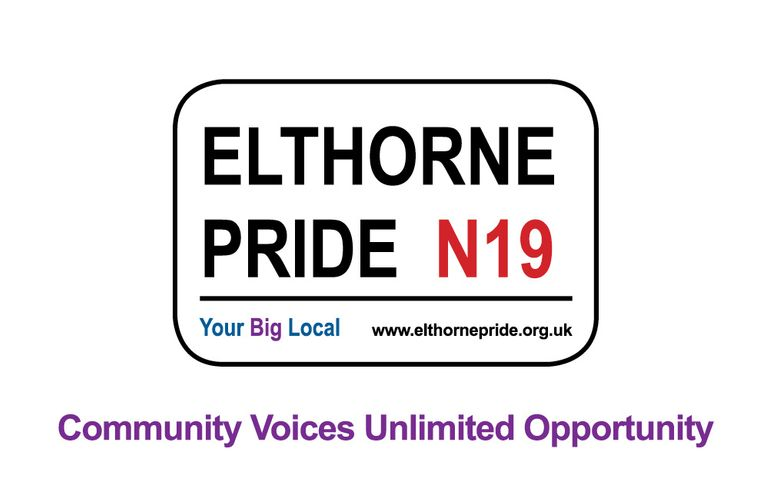 ELTHORNE
PRIDE N19
Your Big Local www.elthornepride.org.uk
Community Voices Unlimited Opportunity